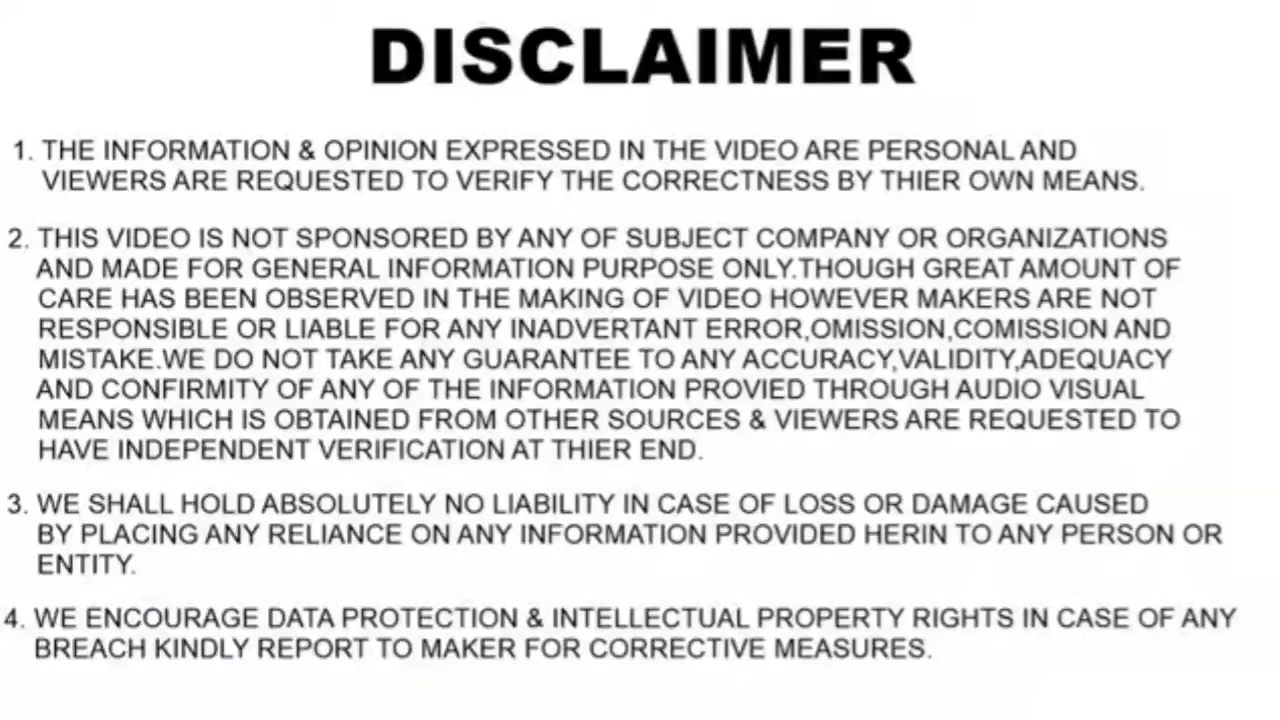 DISCLAIMER
1. THE INFORMATION & OPINION EXPRESSED IN THE VIDEO ARE PERSONAL AND
VIEWERS ARE REQUESTED TO VERIFY THE CORRECTNESS BY THIER OWN MEANS.
2. THIS VIDEO IS NOT SPONSORED BY ANY OF SUBJECT COMPANY OR ORGANIZATIONS
AND MADE FOR GENERAL INFORMATION PURPOSE ONLY.THOUGH GREAT AMOUNT OF
CARE HAS BEEN OBSERVED IN THE MAKING OF VIDEO HOWEVER MAKERS ARE NOT
RESPONSIBLE OR LIABLE FOR ANY INADVERTANT ERROR,OMISSION,COMISSION AND
MISTAKE.WE DO NOT TAKE ANY GUARANTEE TO ANY ACCURACY,VALIDITY,ADEQUACY
AND CONFIRMITY OF ANY OF THE INFORMATION PROVIED THROUGH AUDIO VISUAL
MEANS WHICH IS OBTAINED FROM OTHER SOURCES & VIEWERS ARE REQUESTED TO
HAVE INDEPENDENT VERIFICATION AT THIER END.
3. WE SHALL HOLD ABSOLUTELY NO LIABILITY IN CASE OF LOSS OR DAMAGE CAUSED
BY PLACING ANY RELIANCE ON ANY INFORMATION PROVIDED HERIN TO ANY PERSON OR
ENTITY.
4. WE ENCOURAGE DATA PROTECTION & INTELLECTUAL PROPERTY RIGHTS IN CASE OF ANY
BREACH KINDLY REPORT TO MAKER FOR CORRECTIVE MEASURES.